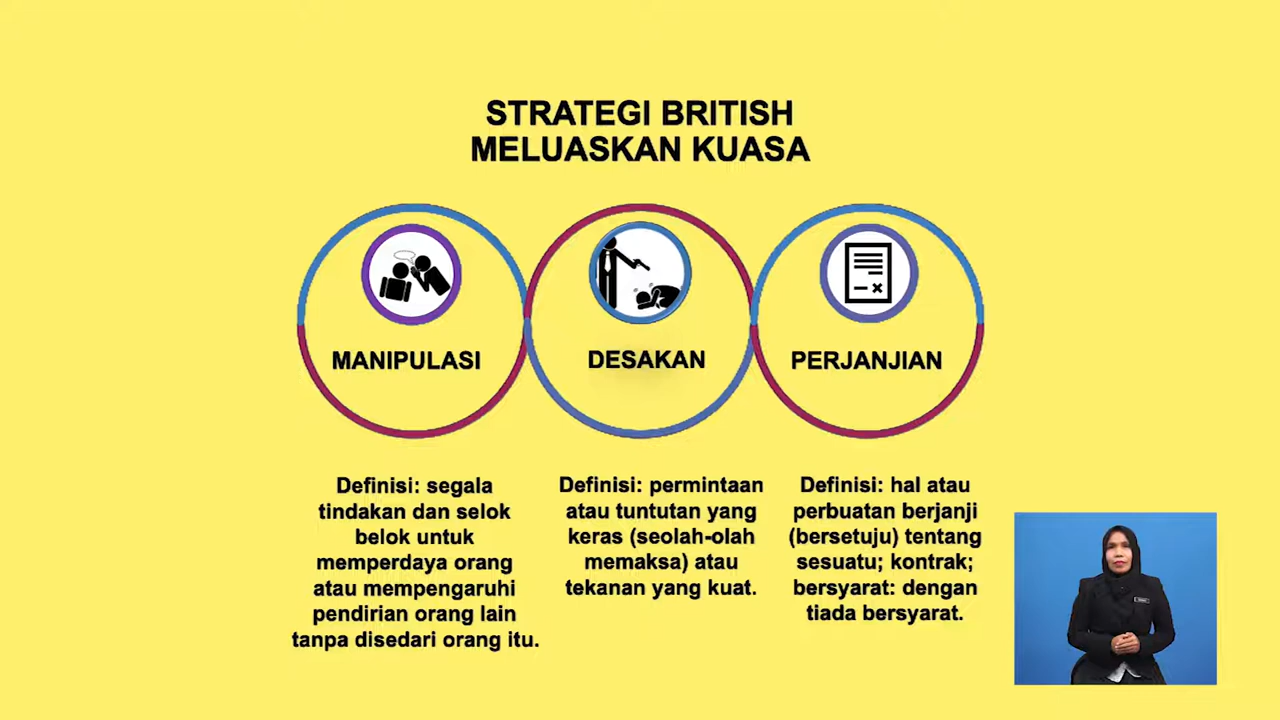 STRATEGI BRITISH
MELUASKAN KUASA
MANIPULASI
DESAKAN
PERJANJIAN
Definisi: segala
tindakan dan selok
belok untuk
memperdaya orang
atau mempengaruhi
pendirian orang lain
tanpa disedari orang itu.
Definisi: permintaan
atau tuntutan yang
keras (seolah-olah
memaksa) atau
tekanan yang kuat.
Definisi: hal atau
perbuatan berjanji
(bersetuju) tentang
sesuatu; kontrak;
bersyarat: dengan
tiada bersyarat.